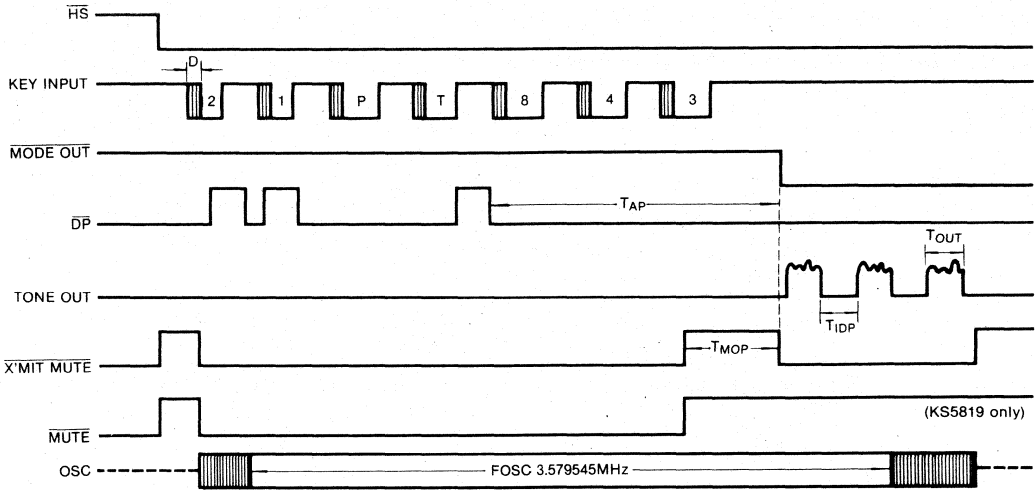 HS
D
KEY INPUT
2 1 P T 8 4 3
MODE OUT
TAP
DP
TOUT
TONE OUT
TIDP
TMOP
X'MIT MUTE
(KS5819 only)
MUTE
OSC
FOSC 3.579545MHz